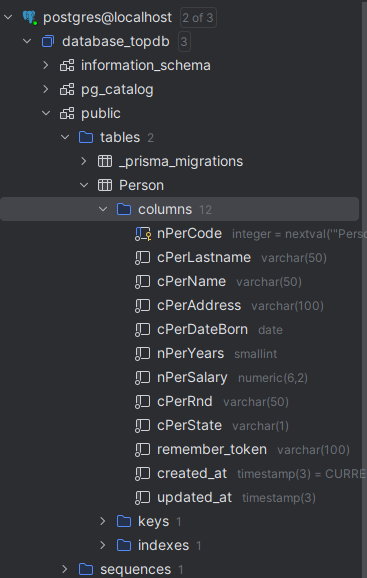 postgres@localhost 2 of 3
database_topdb 3
information_schema
pg_catalog
public
tables 2
_prisma_migrations
Person
columns 12
nPerCode integer = nextval('"Perso
cPerLastname varchar(50)
cPerName varchar(50)
cPerAddress varchar(100)
cPerDateBorn date
nPerYears smallint
nPerSalary numeric(6,2)
cPerRnd varchar(50)
cPerState varchar(1)
remember_token varchar(100)
created_at timestamp(3) = CURRE
updated_at timestamp(3)
keys 1
indexes 1
sequences 1